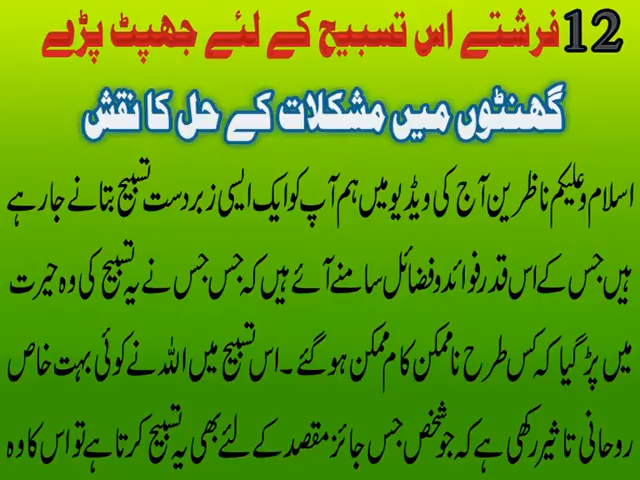 12 فرشتے اس تسبیح کے لئے جھپٹ پڑے
گھنٹوں میں مشکلات کے حل کا نقش
اسلام وعلیکم ناظرین آج کی ویڈیو میں ہم آپ کو ایک ایسی زبردست تسبیح بتانے جارہے
ہیں جس کے اس قدر فوائد و فضائل سامنے آئے ہیں کہ جس جس نے یہ تسبیح کی وہ حیرت
میں پڑ گیا کہ کس طرح ناممکن کام ممکن ہو گئے۔ اس تسبیح میں اللہ نے کوئی بہت خاص
روحانی تاثیر رکھی ہے کہ جو شخص جس جائز مقصد کے لئے بھی یہ تسبیح کرتا ہے تو اس کا وہ